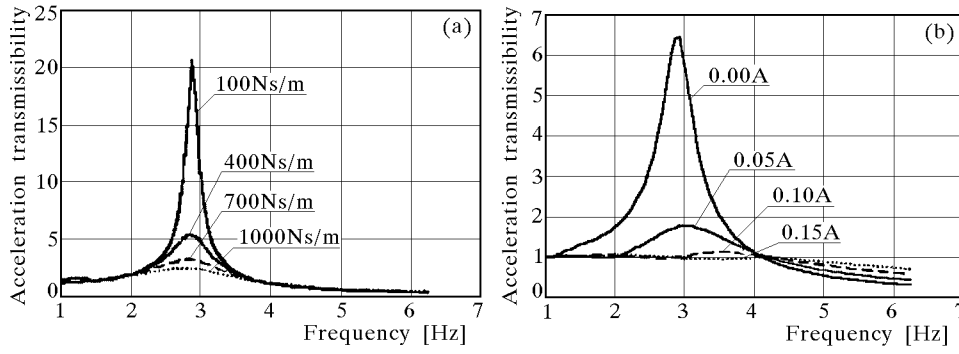 (a)
Acceleration transmissibility
25
20
15
10
5
0
100Ns/m
400Ns/m
700Ns/m
1000Ns/m
1 2 3 4 5 6 7
Frequency [Hz]
(b)
Acceleration transmissibility
7
6
5
4
3
2
1
0
0.00A
0.05A
0.10A
0.15A
1 2 3 4 5 6 7
Frequency [Hz]